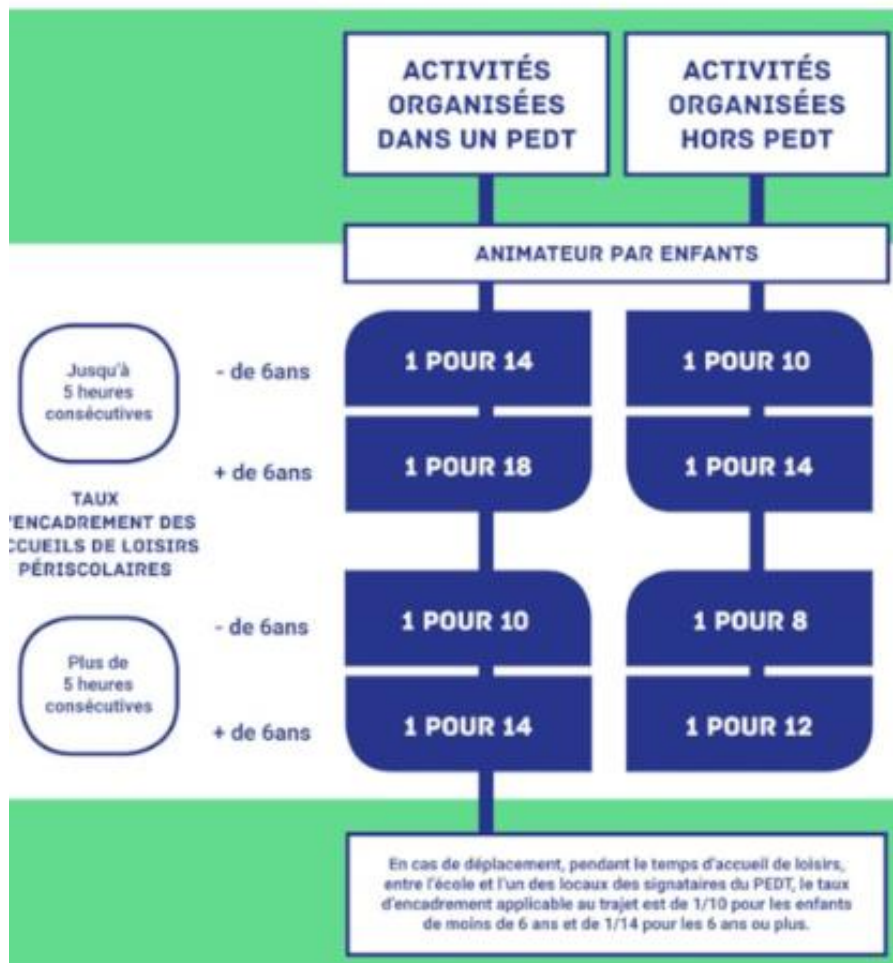 ACTIVITÉS
ORGANISÉES
DANS UN PEDT
ACTIVITÉS
ORGANISÉES
HORS PEDT
ANIMATEUR PAR ENFANTS
Jusqu'à
5 heures
consécutives
- de 6ans
1 POUR 14
1 POUR 10
+ de 6ans
1 POUR 18
1 POUR 14
TAUX
'ENCADREMENT DES
CCUEILS DE LOISIRS
PÉRISCOLAIRES
Plus de
5 heures
consécutives
- de 6ans
1 POUR 10
1 POUR 8
+ de 6ans
1 POUR 14
1 POUR 12
En cas de déplacement, pendant le temps d'accueil de loisirs,
entre l'école et l'un des locaux des signataires du PEDT, le taux
d'encadrement applicable au trajet est de 1/10 pour les enfants
de moins de 6 ans et de 1/14 pour les 6 ans ou plus.